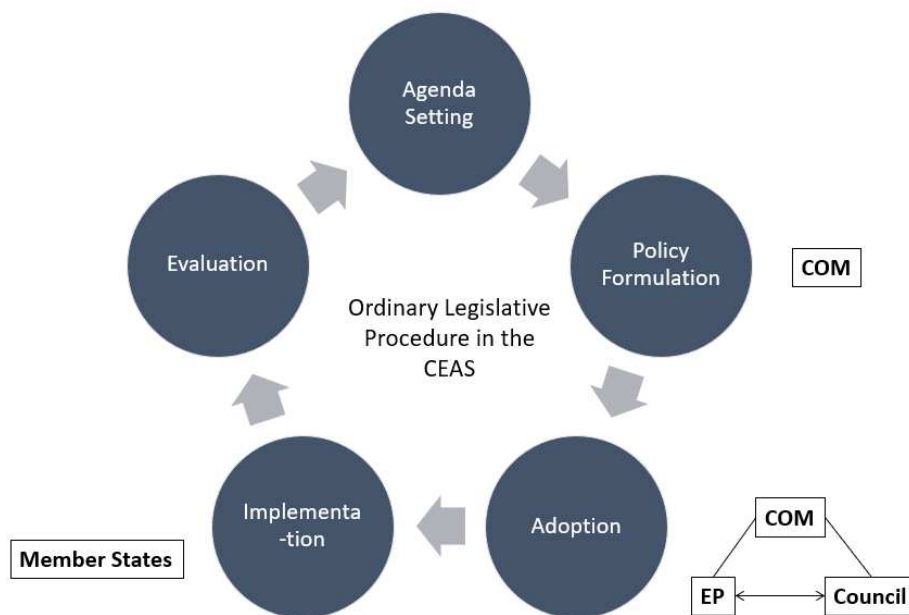 Agenda
Setting
Policy
Formulation
COM
Evaluation
Ordinary Legislative
Procedure in the
CEAS
Implementa
-tion
Adoption
Member States
COM
EP
Council